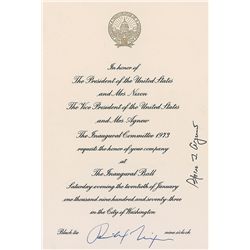 In honor of
The President of the United States
and Mrs Nixon
The Vice President of the United States
and Mrs Agnew
The Inaugural Committee 1973
requests the honor of your company
at
The Inaugural Ball
Saturday evening the twentieth of January
one thousand nine hundred and seventy-three
in the City of Washington
Black tie
nine o'clock
Richard Nixon
Spiro T Agnew